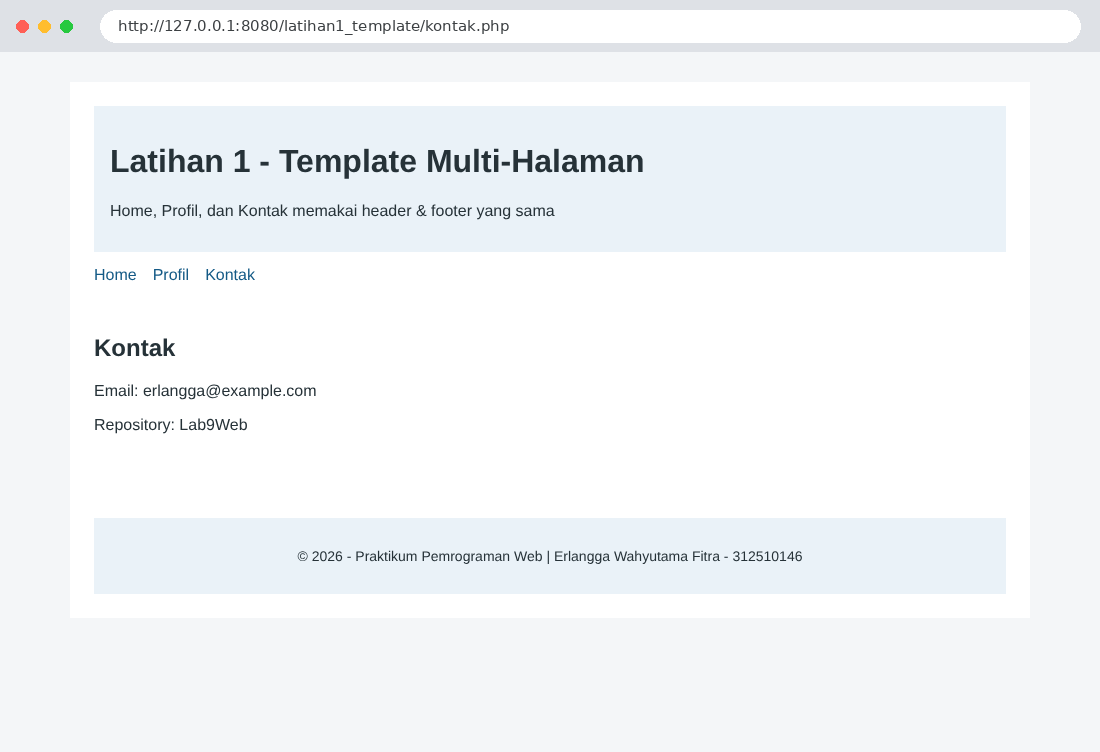 http://127.0.0.1:8080/latihan1_template/kontak.php
Latihan 1 - Template Multi-Halaman
Home, Profil, dan Kontak memakai header & footer yang sama
Home Profil Kontak
Kontak
Email: erlangga@example.com
Repository: Lab9Web
© 2026 - Praktikum Pemrograman Web | Erlangga Wahyutama Fitra - 312510146